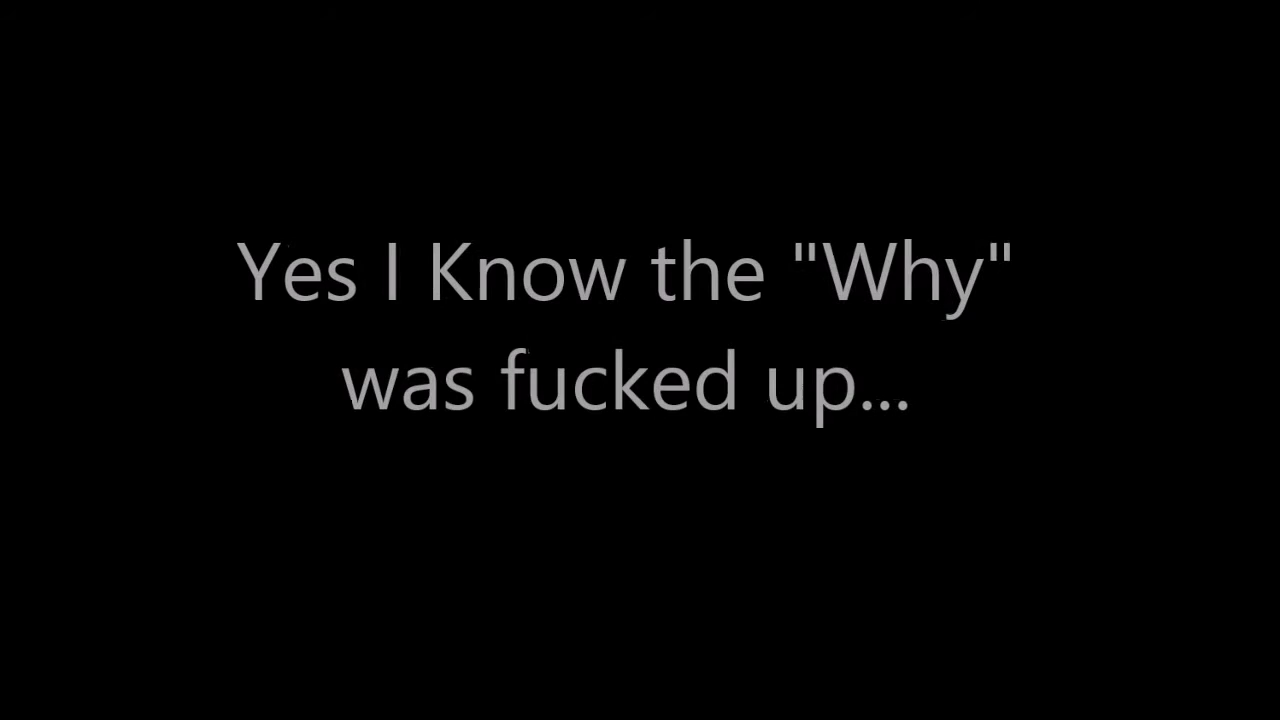 Yes I Know the "Why"
was fucked up...